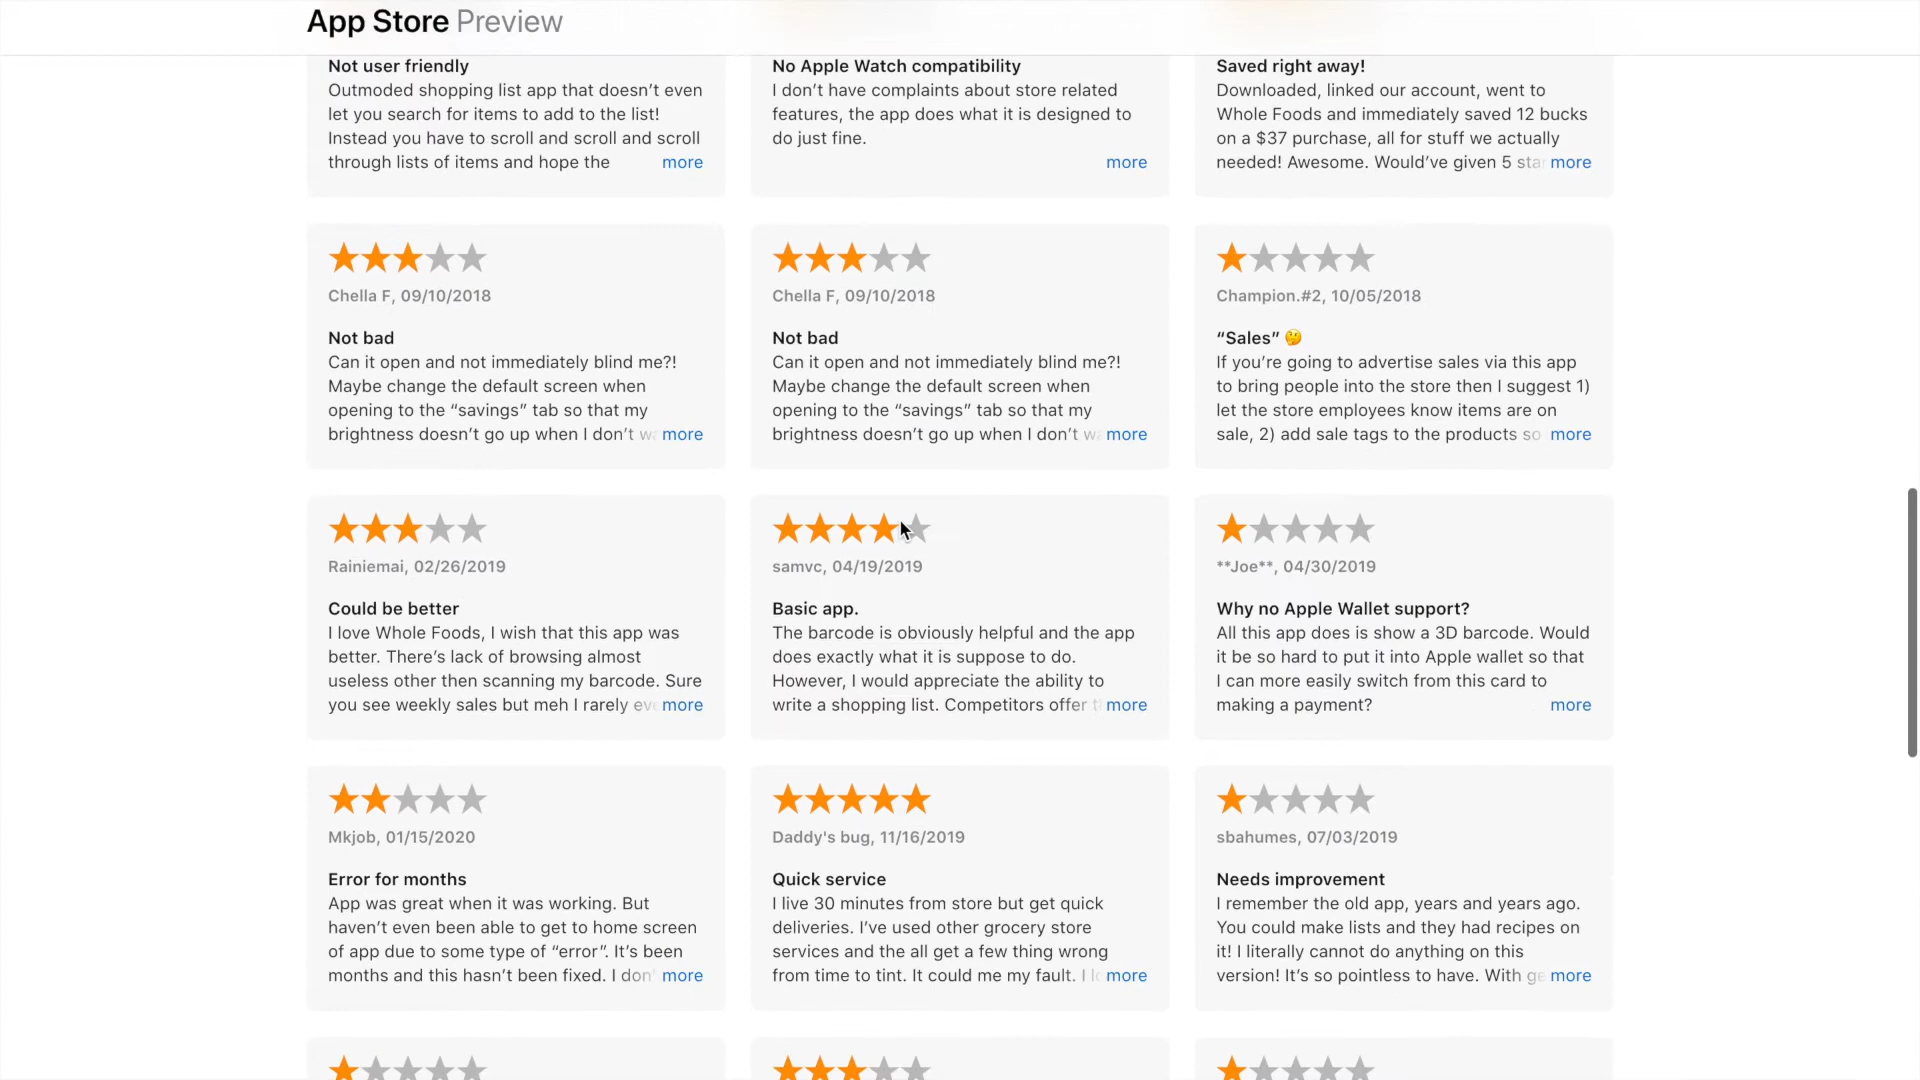 App Store Preview
Not user friendly
Outmoded shopping list app that doesn’t even
let you search for items to add to the list!
Instead you have to scroll and scroll and scroll
through lists of items and hope the more
No Apple Watch compatibility
I don’t have complaints about store related
features, the app does what it is designed to
do just fine.
more
Saved right away!
Downloaded, linked our account, went to
Whole Foods and immediately saved 12 bucks
on a $37 purchase, all for stuff we actually
needed! Awesome. Would’ve given 5 more
Chella F, 09/10/2018
Not bad
Can it open and not immediately blind me?!
Maybe change the default screen when
opening to the “savings” tab so that my
brightness doesn’t go up when I don’t more
Chella F, 09/10/2018
Not bad
Can it open and not immediately blind me?!
Maybe change the default screen when
opening to the “savings” tab so that my
brightness doesn’t go up when I don’t more
Champion.#2, 10/05/2018
“Sales” 🤔
If you’re going to advertise sales via this app
to bring people into the store then I suggest 1)
let the store employees know items are on
sale, 2) add sale tags to the products so more
Rainiemai, 02/26/2019
Could be better
I love Whole Foods, I wish that this app was
better. There’s lack of browsing almost
useless other then scanning my barcode. Sure
you see weekly sales but meh I rarely more
samvc, 04/19/2019
Basic app.
The barcode is obviously helpful and the app
does exactly what it is suppose to do.
However, I would appreciate the ability to
write a shopping list. Competitors offer more
**Joe**, 04/30/2019
Why no Apple Wallet support?
All this app does is show a 3D barcode. Would
it be so hard to put it into Apple wallet so that
I can more easily switch from this card to
making a payment? more
Mkjob, 01/15/2020
Error for months
App was great when it was working. But
haven’t even been able to get to home screen
of app due to some type of “error”. It’s been
months and this hasn’t been fixed. I more
Daddy's bug, 11/16/2019
Quick service
I live 30 minutes from store but get quick
deliveries. I’ve used other grocery store
services and the all get a few thing wrong
from time to tint. It could me my fault. I more
sbahumes, 07/03/2019
Needs improvement
I remember the old app, years and years ago.
You could make lists and they had recipes on
it! I literally cannot do anything on this
version! It’s so pointless to have. With more